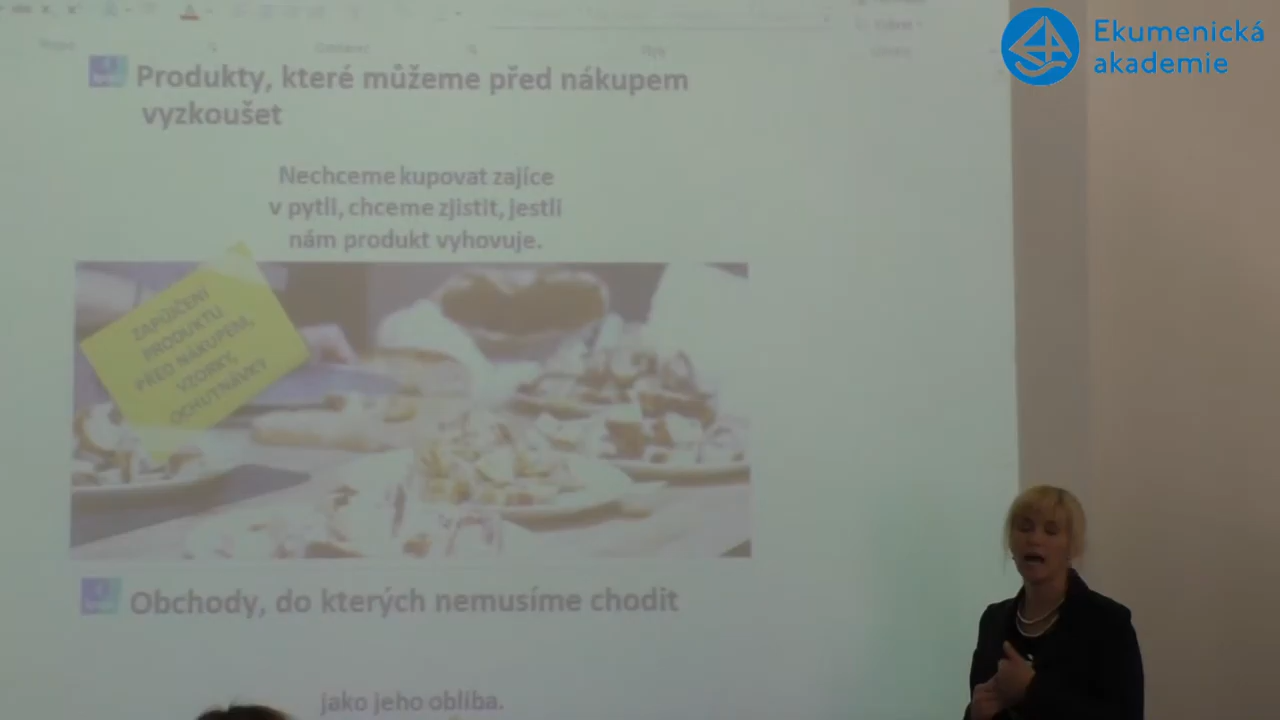 Ekumenická
akademie
Produkty, které můžeme před nákupem
vyzkoušet
Nechceme kupovat zajíce
v pytli, chceme zjistit, jestli
nám produkt vyhovuje.
ZAPŮJČENÍ
PRODUKTU
PŘED NÁKUPEM,
VZORKY,
OCHUTNÁVKY
Obchody, do kterých nemusíme chodit
jako jeho obliba.